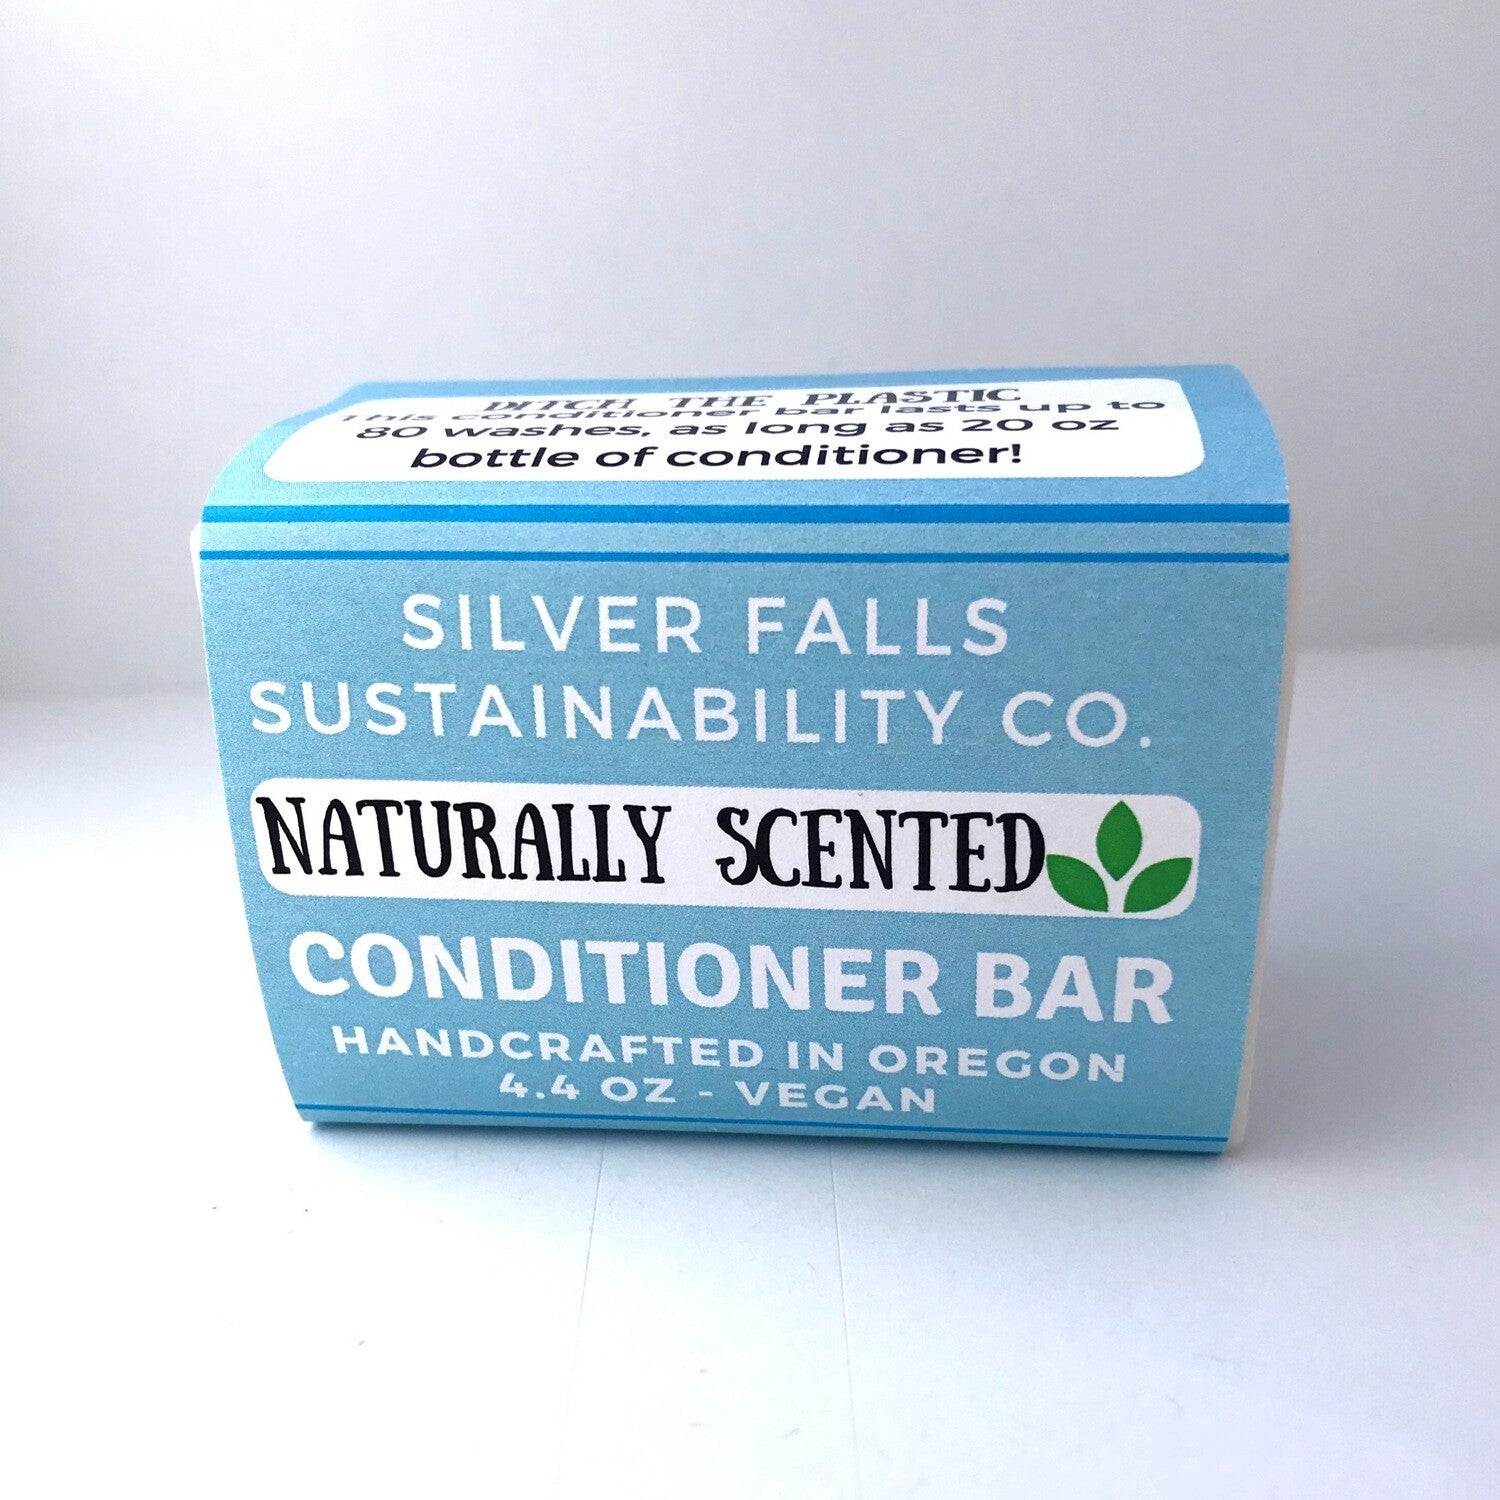 DITCH THE PLASTIC
This conditioner bar lasts up to
80 washes, as long as 20 oz
bottle of conditioner!
SILVER FALLS
SUSTAINABILITY CO.
NATURALLY SCENTED
CONDITIONER BAR
HANDCRAFTED IN OREGON
4.4 OZ - VEGAN